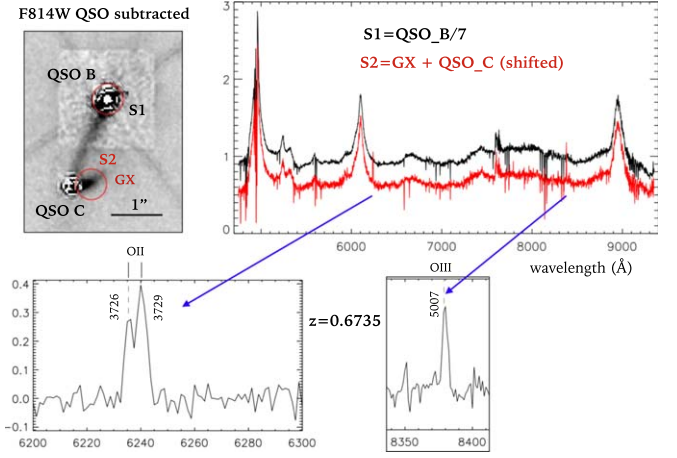 F814W QSO subtracted
QSO B
S1
S2
GX
QSO C
1”
S1=QSO_B/7
S2=GX + QSO_C (shifted)
3
2
1
0
6000 7000 8000 9000
wavelength (Å)
OII
3726 3729
0.4
0.3
0.2
0.1
0.0
-0.1
6200 6220 6240 6260 6280 6300
z=0.6735
OIII
5007
8350 8400